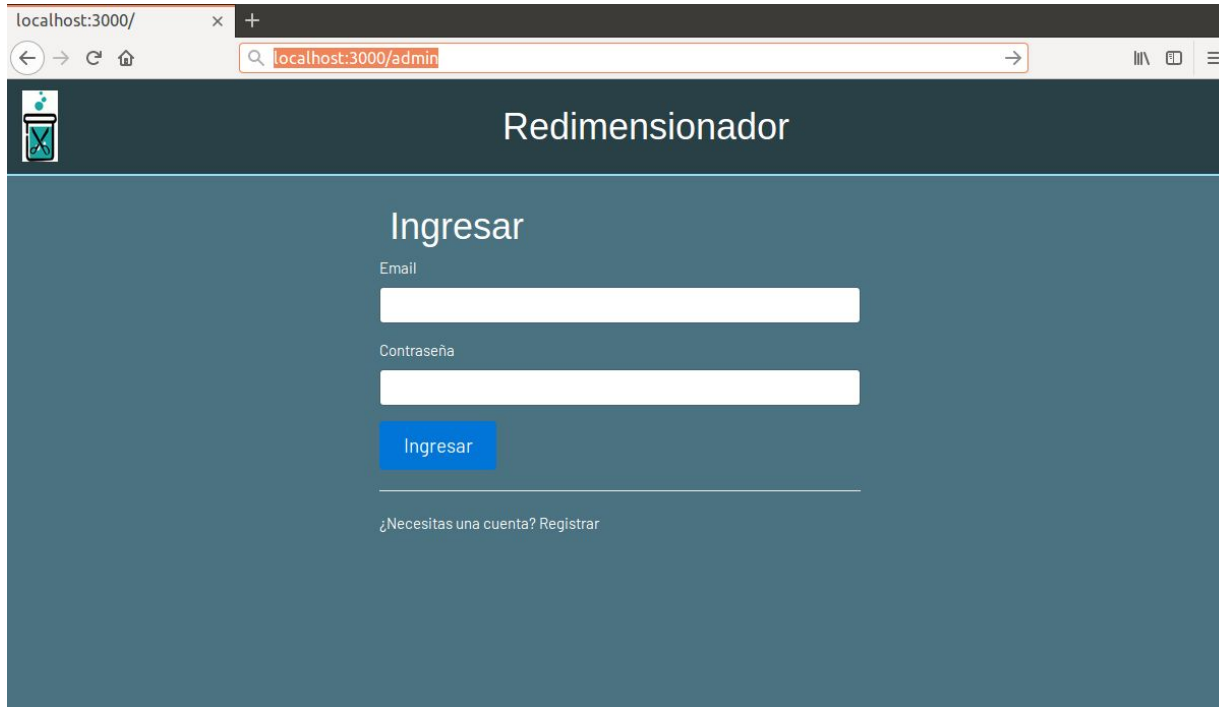 localhost:3000/
localhost:3000/admin
Redimensionador
Ingresar
Email
Contraseña
Ingresar
¿Necesitas una cuenta? Registrar